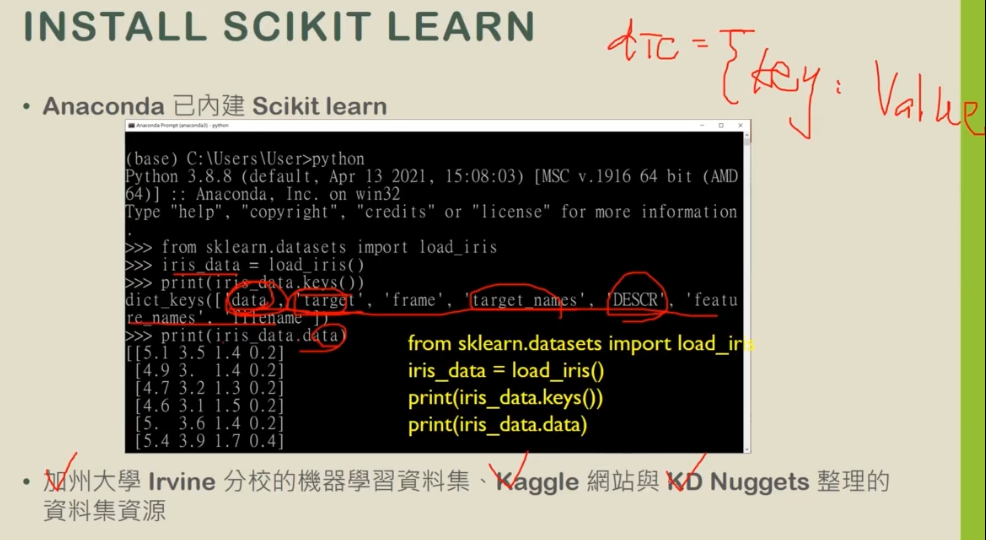 INSTALL SCIKIT LEARN
dic = { key : Value
• Anaconda 已內建 Scikit learn
Anaconda Prompt (anaconda3) - python
(base) C:\Users\User>python
Python 3.8.8 (default, Apr 13 2021, 15:08:03) [MSC v.1916 64 bit (AMD
64)] :: Anaconda, Inc. on win32
Type "help", "copyright", "credits" or "license" for more information
.
>>> from sklearn.datasets import load_iris
>>> iris_data = load_iris()
>>> print(iris_data.keys())
dict_keys(['data', 'target', 'frame', 'target_names', 'DESCR', 'featu
re_names', 'filename'])
>>> print(iris_data.data)
[[5.1 3.5 1.4 0.2]
[4.9 3. 1.4 0.2]
[4.7 3.2 1.3 0.2]
[4.6 3.1 1.5 0.2]
[5. 3.6 1.4 0.2]
[5.4 3.9 1.7 0.4]
from sklearn.datasets import load_iris
iris_data = load_iris()
print(iris_data.keys())
print(iris_data.data)
• 加州大學 Irvine 分校的機器學習資料集、Kaggle 網站與 KD Nuggets 整理的
資料集資源